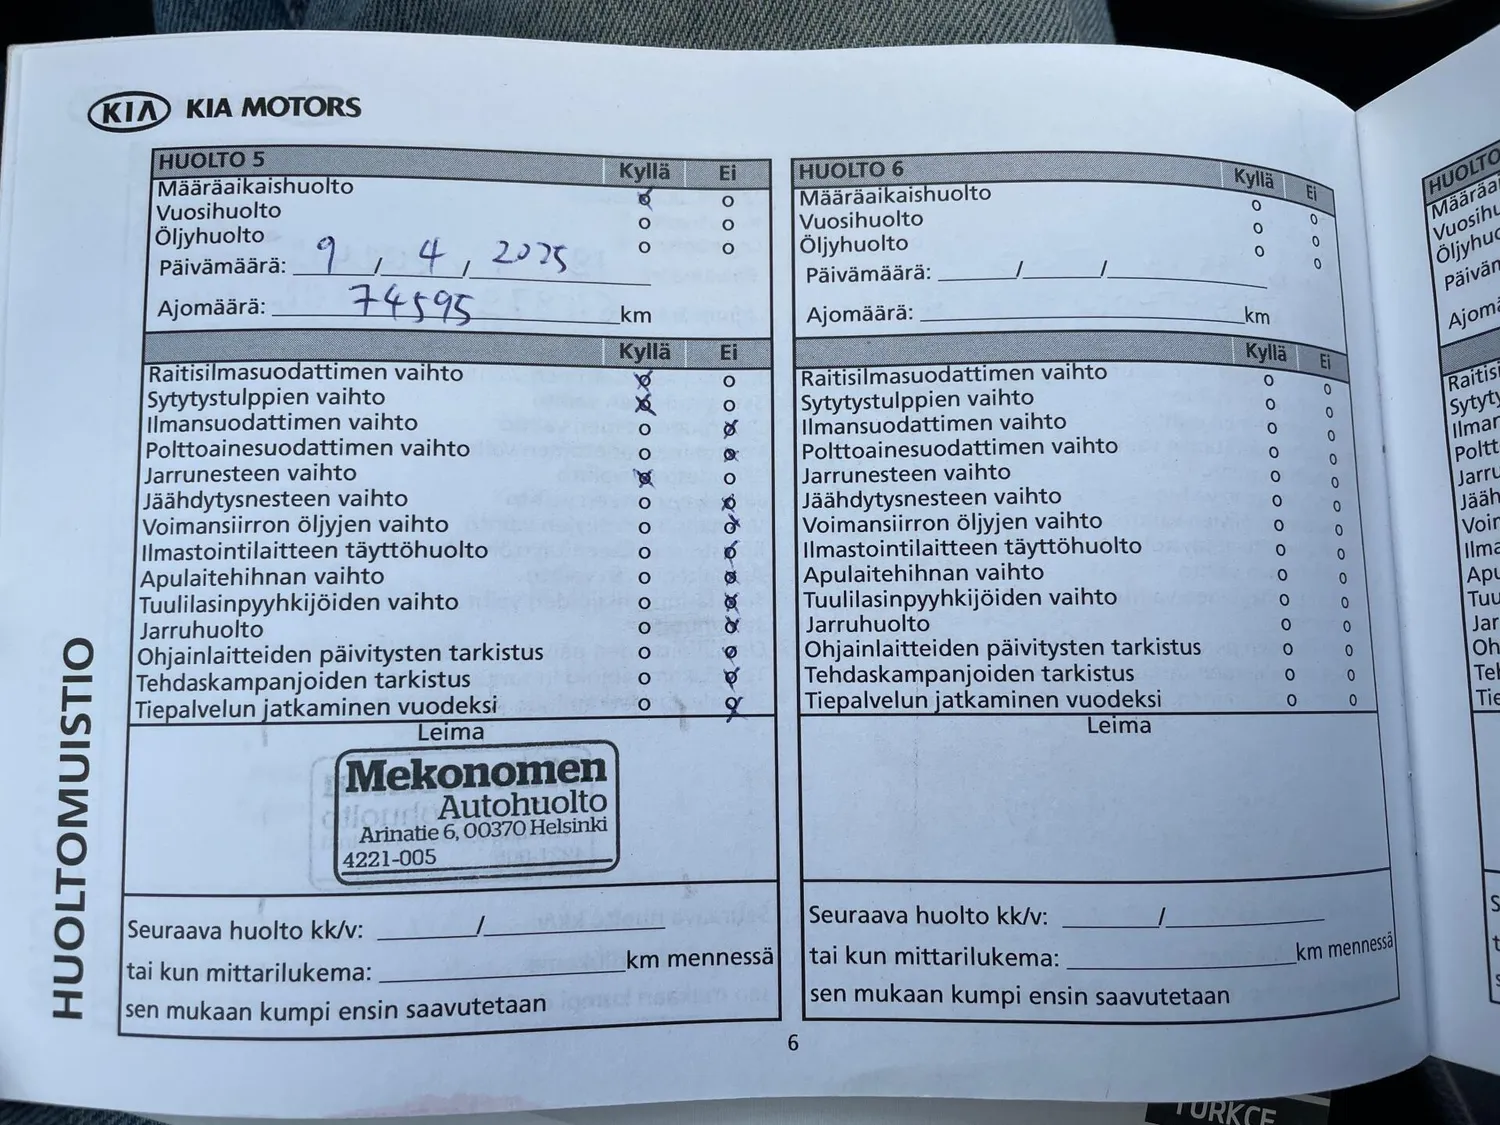 KIA KIA MOTORS
HUOLTO 5 Kyllä Ei
Määräaikaishuolto
Vuosihuolto
Öljyhuolto
Päivämäärä: 9 / 4 / 2025
Ajomäärä: 74595 km
Kyllä Ei
Raitisilmasuodattimen vaihto
Sytytystulppien vaihto
Ilmansuodattimen vaihto
Polttoainesuodattimen vaihto
Jarrunesteen vaihto
Jäähdytysnesteen vaihto
Voimansiirron öljyjen vaihto
Ilmastointilaitteen täyttöhuolto
Apulaitehihnan vaihto
Tuulilasinpyyhkijöiden vaihto
Jarruhuolto
Ohjainlaitteiden päivitysten tarkistus
Tehdaskampanjoiden tarkistus
Tiepalvelun jatkaminen vuodeksi
Leima
Mekonomen
Autohuolto
Arinatie 6, 00370 Helsinki
4221-005
Seuraava huolto kk/v: /
tai kun mittarilukema: km mennessä
sen mukaan kumpi ensin saavutetaan
HUOLTO 6 Kyllä Ei
Määräaikaishuolto
Vuosihuolto
Öljyhuolto
Päivämäärä: / /
Ajomäärä: km
Kyllä Ei
Raitisilmasuodattimen vaihto
Sytytystulppien vaihto
Ilmansuodattimen vaihto
Polttoainesuodattimen vaihto
Jarrunesteen vaihto
Jäähdytysnesteen vaihto
Voimansiirron öljyjen vaihto
Ilmastointilaitteen täyttöhuolto
Apulaitehihnan vaihto
Tuulilasinpyyhkijöiden vaihto
Jarruhuolto
Ohjainlaitteiden päivitysten tarkistus
Tehdaskampanjoiden tarkistus
Tiepalvelun jatkaminen vuodeksi
Leima
Seuraava huolto kk/v: /
tai kun mittarilukema: km mennessä
sen mukaan kumpi ensin saavutetaan
HUOLTOMUISTIO
6
HUOLTO
TÜRKÇE